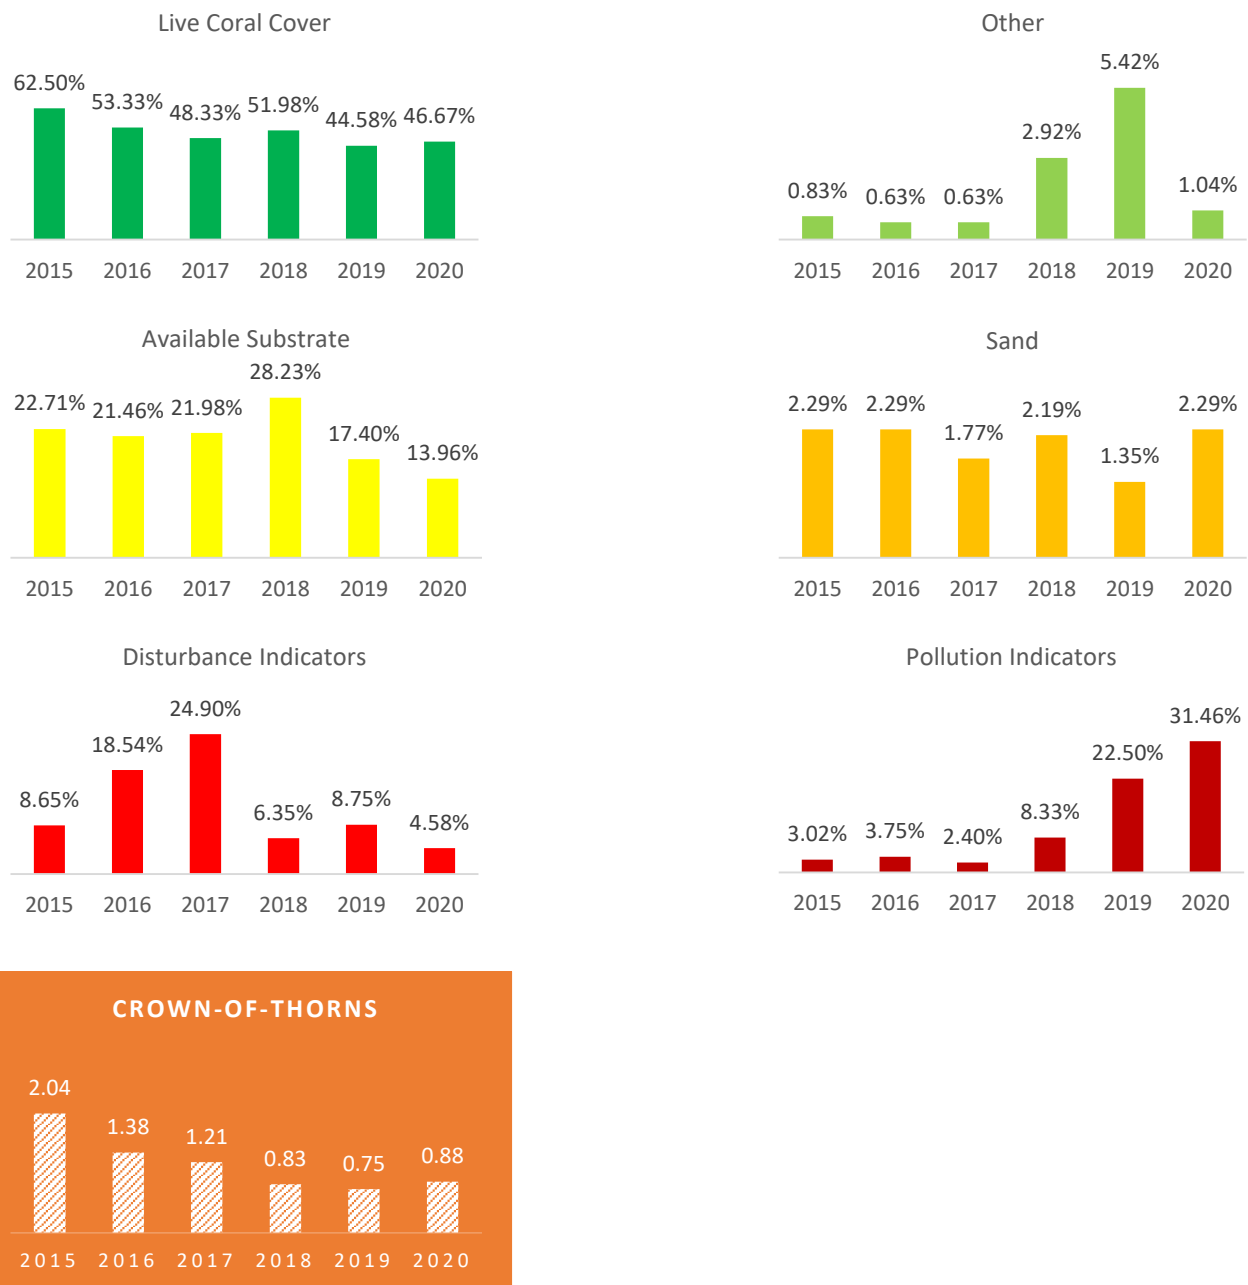 Live Coral Cover
62.50% 53.33% 48.33% 51.98% 44.58% 46.67%
2015 2016 2017 2018 2019 2020
Other
0.83% 0.63% 0.63% 2.92% 5.42% 1.04%
2015 2016 2017 2018 2019 2020
Available Substrate
22.71% 21.46% 21.98% 28.23% 17.40% 13.96%
2015 2016 2017 2018 2019 2020
Sand
2.29% 2.29% 1.77% 2.19% 1.35% 2.29%
2015 2016 2017 2018 2019 2020
Disturbance Indicators
8.65% 18.54% 24.90% 6.35% 8.75% 4.58%
2015 2016 2017 2018 2019 2020
Pollution Indicators
3.02% 3.75% 2.40% 8.33% 22.50% 31.46%
2015 2016 2017 2018 2019 2020
CROWN-OF-THORNS
2.04 1.38 1.21 0.83 0.75 0.88
2015 2016 2017 2018 2019 2020